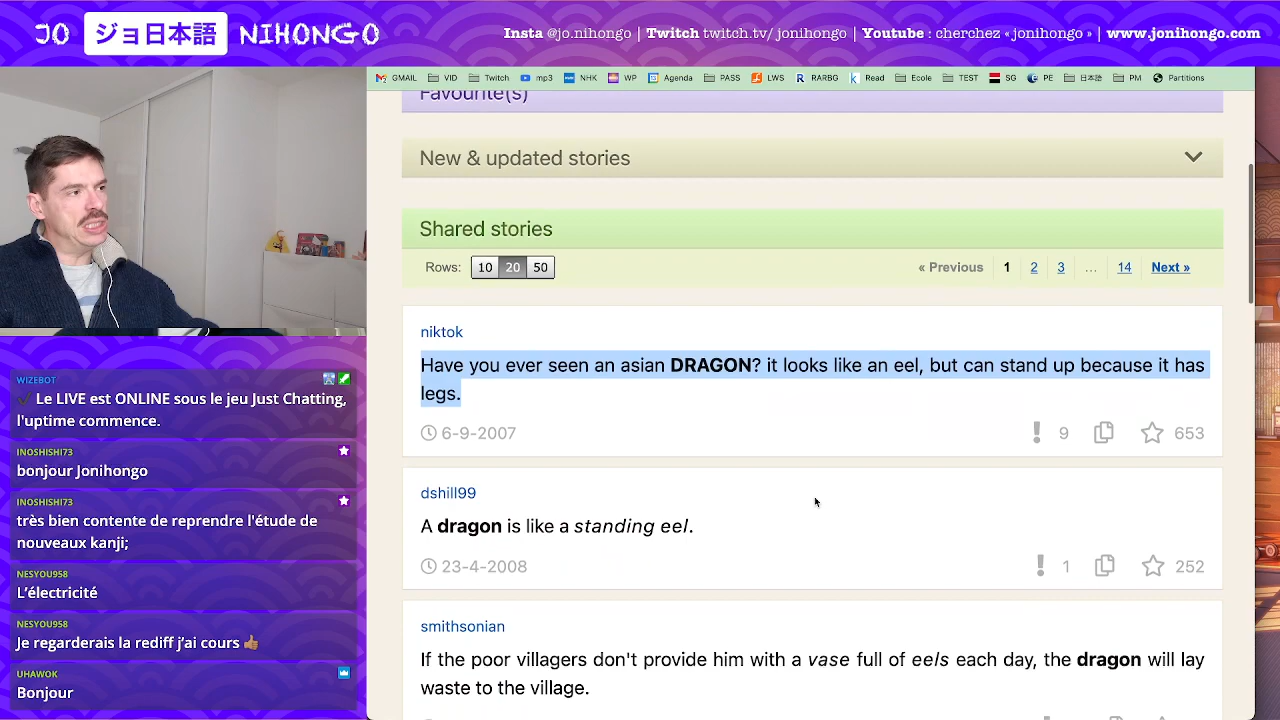 JO ジョ日本語 NIHONGO
Insta @jo.nihongo | Twitch twitch.tv/ jonihongo | Youtube : cherchez « jonihongo » | www.jonihongo.com
GMAIL VID Twitch mp3 NHK WP Agenda PASS LWS RARBG Read Ecole TEST SG PE 日本語 PM Partitions
Favourite(s)
New & updated stories
Shared stories
Rows: 10 20 50 « Previous 1 2 3 ... 14 Next »
niktok
Have you ever seen an asian DRAGON? it looks like an eel, but can stand up because it has
legs.
6-9-2007 9 653
dshill99
A dragon is like a standing eel.
23-4-2008 1 252
smithsonian
If the poor villagers don't provide him with a vase full of eels each day, the dragon will lay
waste to the village.
WIZEBOT
Le LIVE est ONLINE sous le jeu Just Chatting,
l'uptime commence.
INOSHISHI73
bonjour Jonihongo
INOSHISHI73
très bien contente de reprendre l'étude de
nouveaux kanji;
NESYOU958
L'électricité
NESYOU958
Je regarderais la rediff j'ai cours 👍🏽
UHAWOK
Bonjour